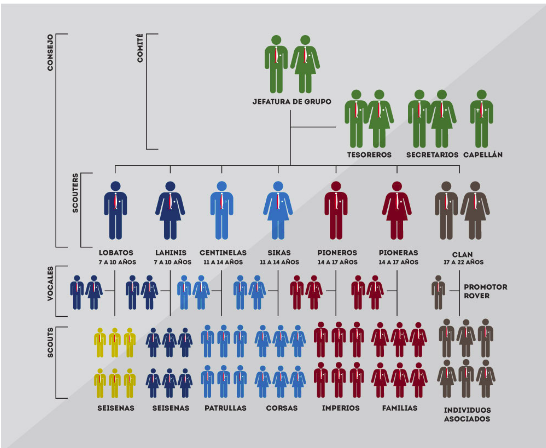 CONSEJO
COMITÉ
JEFATURA DE GRUPO
TESOREROS
SECRETARIOS
CAPELLÁN
SCOUTERS
LOBATOS
7 A 10 AÑOS
LAHINIS
7 A 10 AÑOS
CENTINELAS
11 A 14 AÑOS
SIKAS
11 A 14 AÑOS
PIONEROS
14 A 17 AÑOS
PIONERAS
14 A 17 AÑOS
CLAN
17 A 22 AÑOS
VOCALES
PROMOTOR
ROVER
SCOUTS
SEISENAS
SEISENAS
PATRULLAS
CORSAS
IMPERIOS
FAMILIAS
INDIVIDUOS
ASOCIADOS